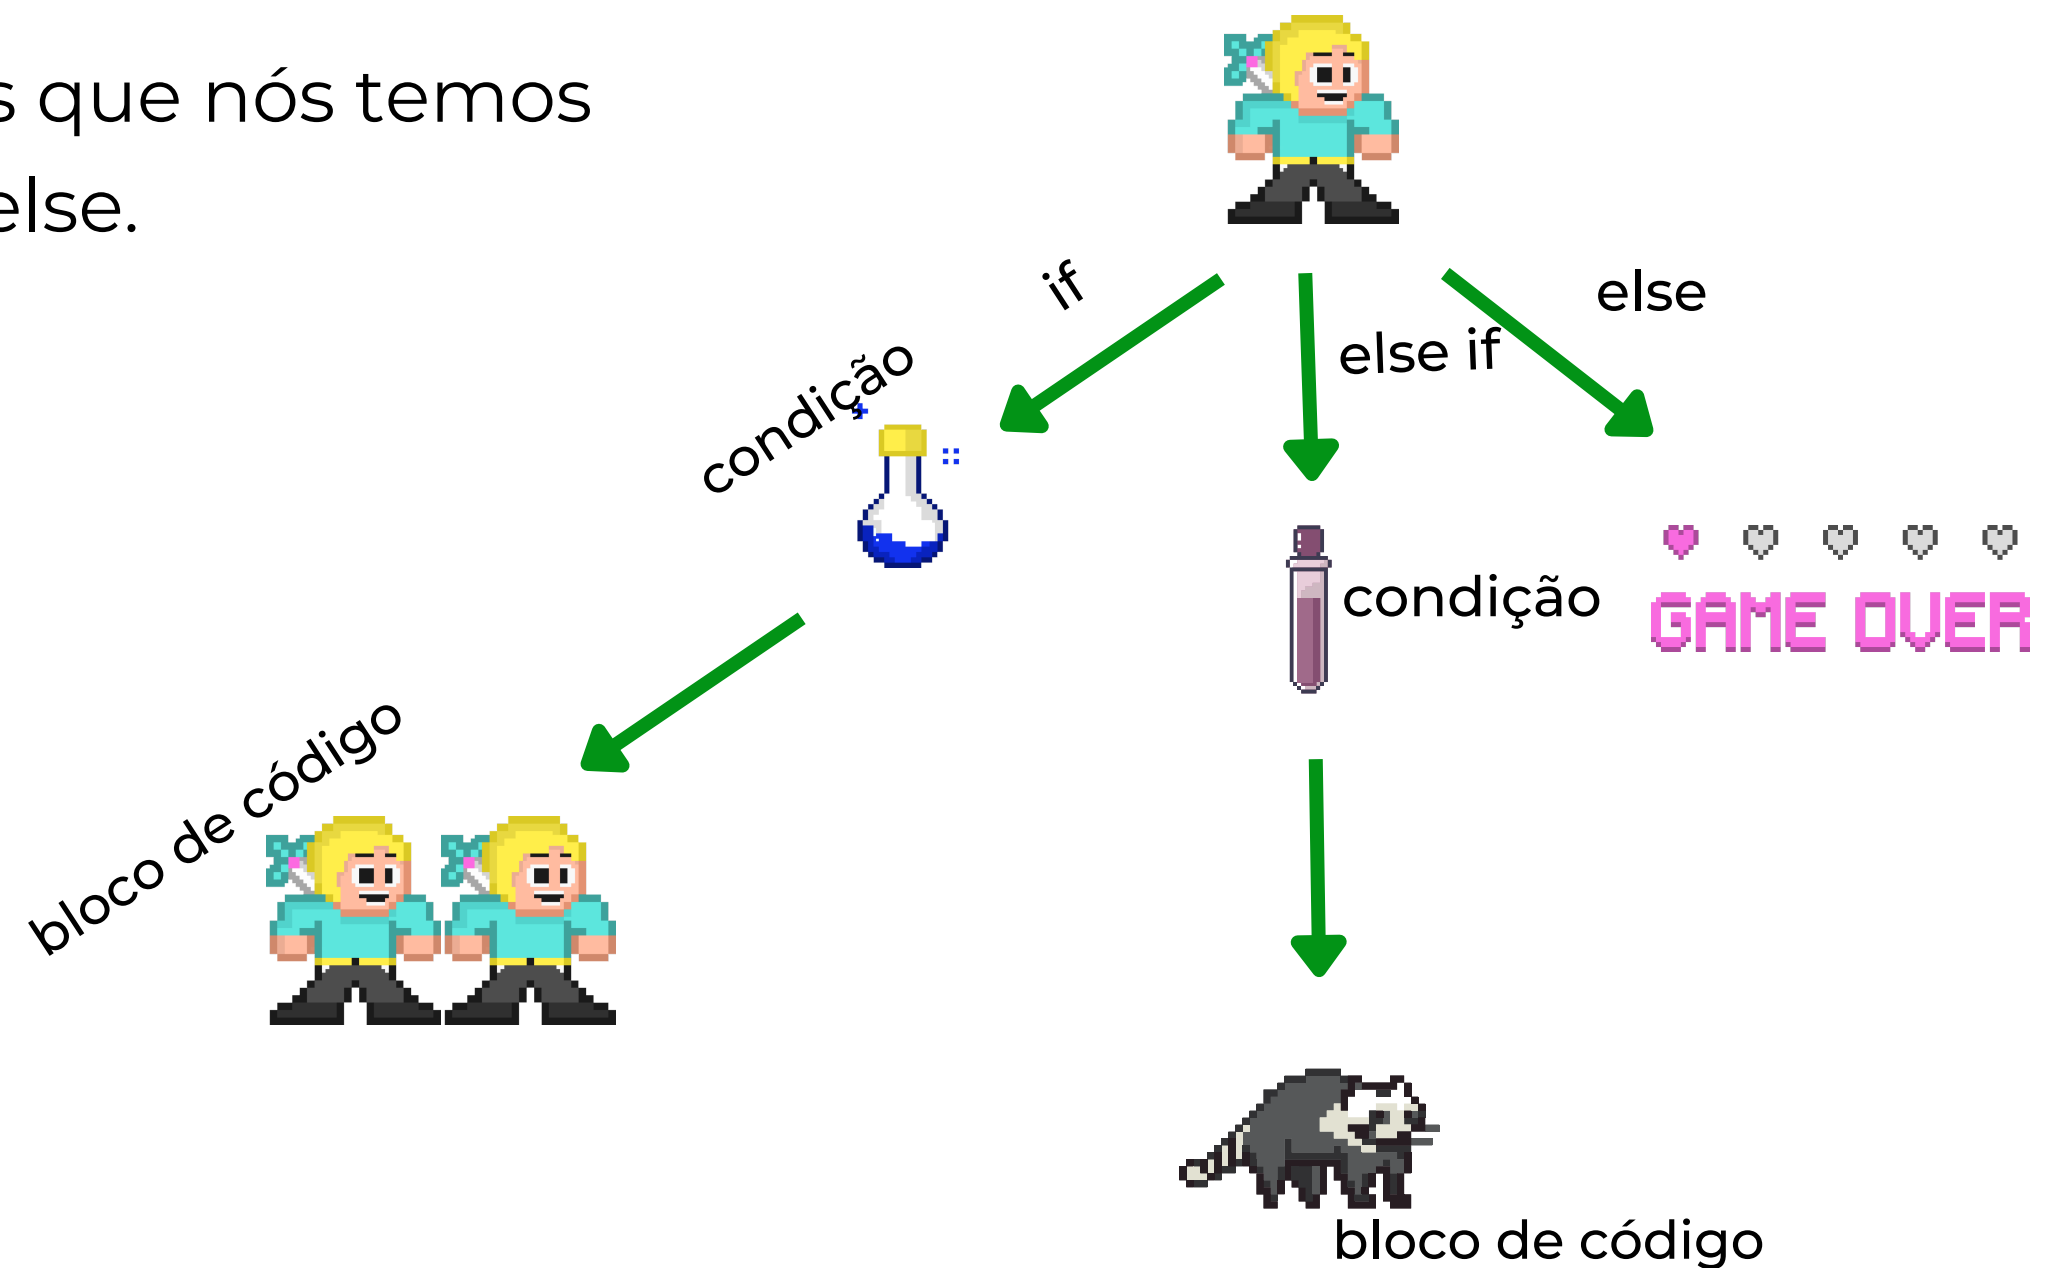 s que nós temos
else.
if
else if
else
condição
condição
GAME OVER
bloco de código
bloco de código